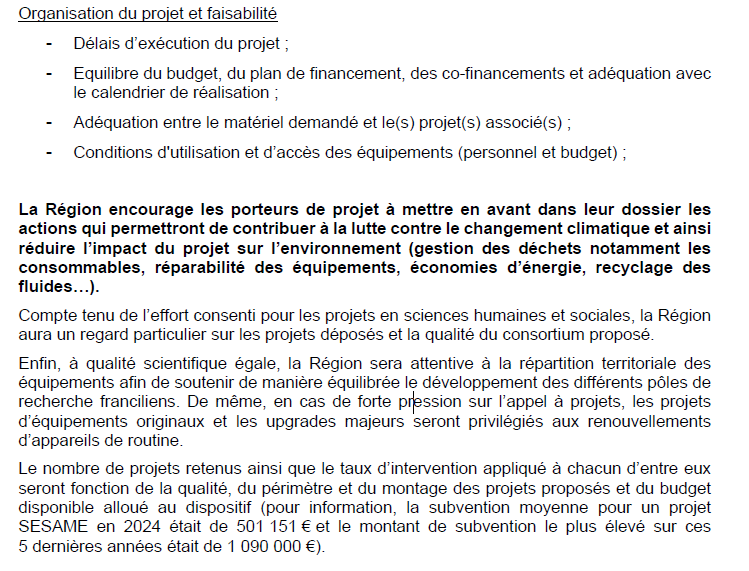 Organisation du projet et faisabilité
- Délais d'exécution du projet ;
- Equilibre du budget, du plan de financement, des co-financements et adéquation avec
le calendrier de réalisation ;
- Adéquation entre le matériel demandé et le(s) projet(s) associé(s) ;
- Conditions d'utilisation et d'accès des équipements (personnel et budget) ;
La Région encourage les porteurs de projet à mettre en avant dans leur dossier les
actions qui permettront de contribuer à la lutte contre le changement climatique et ainsi
réduire l'impact du projet sur l'environnement (gestion des déchets notamment les
consommables, réparabilité des équipements, économies d'énergie, recyclage des
fluides…).
Compte tenu de l'effort consenti pour les projets en sciences humaines et sociales, la Région
aura un regard particulier sur les projets déposés et la qualité du consortium proposé.
Enfin, à qualité scientifique égale, la Région sera attentive à la répartition territoriale des
équipements afin de soutenir de manière équilibrée le développement des différents pôles de
recherche franciliens. De même, en cas de forte pression sur l'appel à projets, les projets
d'équipements originaux et les upgrades majeurs seront privilégiés aux renouvellements
d'appareils de routine.
Le nombre de projets retenus ainsi que le taux d'intervention appliqué à chacun d'entre eux
seront fonction de la qualité, du périmètre et du montage des projets proposés et du budget
disponible alloué au dispositif (pour information, la subvention moyenne pour un projet
SESAME en 2024 était de 501 151 € et le montant de subvention le plus élevé sur ces
5 dernières années était de 1 090 000 €).